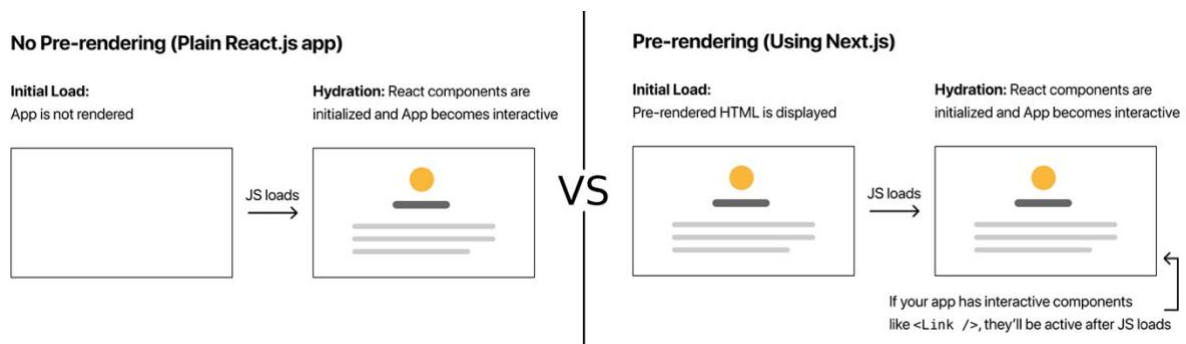 No Pre-rendering (Plain React.js app)
Initial Load:
App is not rendered
JS loads
Hydration: React components are
initialized and App becomes interactive
VS
Pre-rendering (Using Next.js)
Initial Load:
Pre-rendered HTML is displayed
JS loads
Hydration: React components are
initialized and App becomes interactive
If your app has interactive components
like <Link />, they'll be active after JS loads